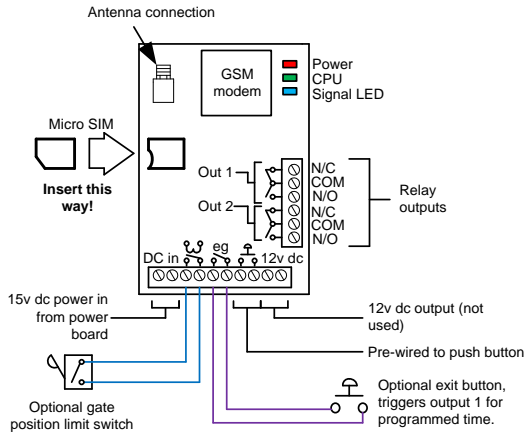 Antenna connection
GSM
modem
Power
CPU
Signal LED
Micro SIM
Insert this
way!
Out 1
Out 2
N/C
COM
N/O
N/C
COM
N/O
Relay
outputs
DC in
eg
12v dc
15v dc power in
from power
board
12v dc output (not
used)
Pre-wired to push button
Optional gate
position limit switch
Optional exit button,
triggers output 1 for
programmed time.